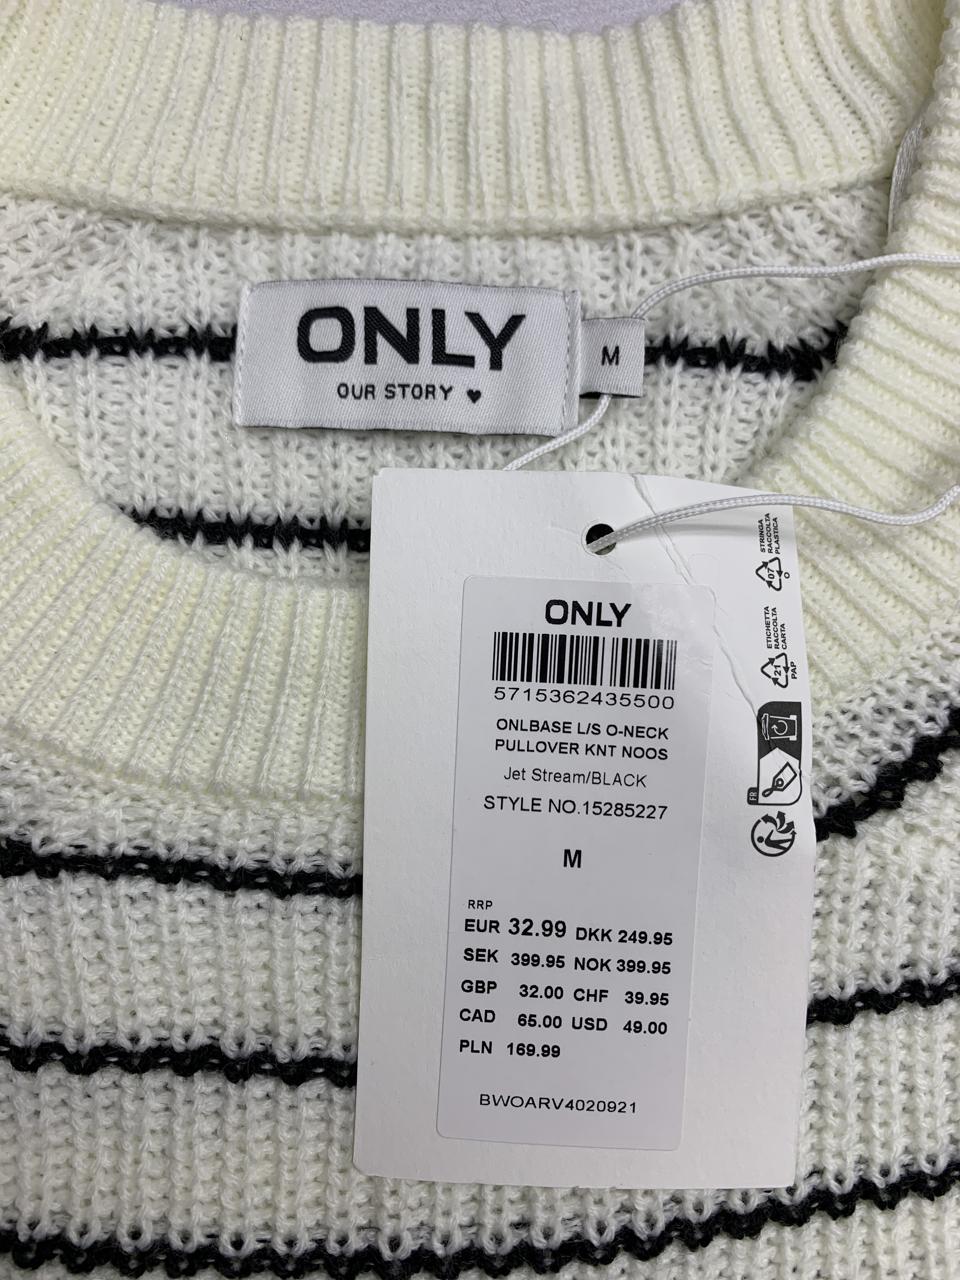 ONLY
OUR STORY ♥
M
STRINGA
RACCOLTA
PLASTICA
07
O
ETICHETTA
RACCOLTA
CARTA
21
PAP
FR
ONLY
5715362435500
ONLBASE L/S O-NECK
PULLOVER KNT NOOS
Jet Stream/BLACK
STYLE NO.15285227
M
RRP
EUR 32.99 DKK 249.95
SEK 399.95 NOK 399.95
GBP 32.00 CHF 39.95
CAD 65.00 USD 49.00
PLN 169.99
BWOARV4020921